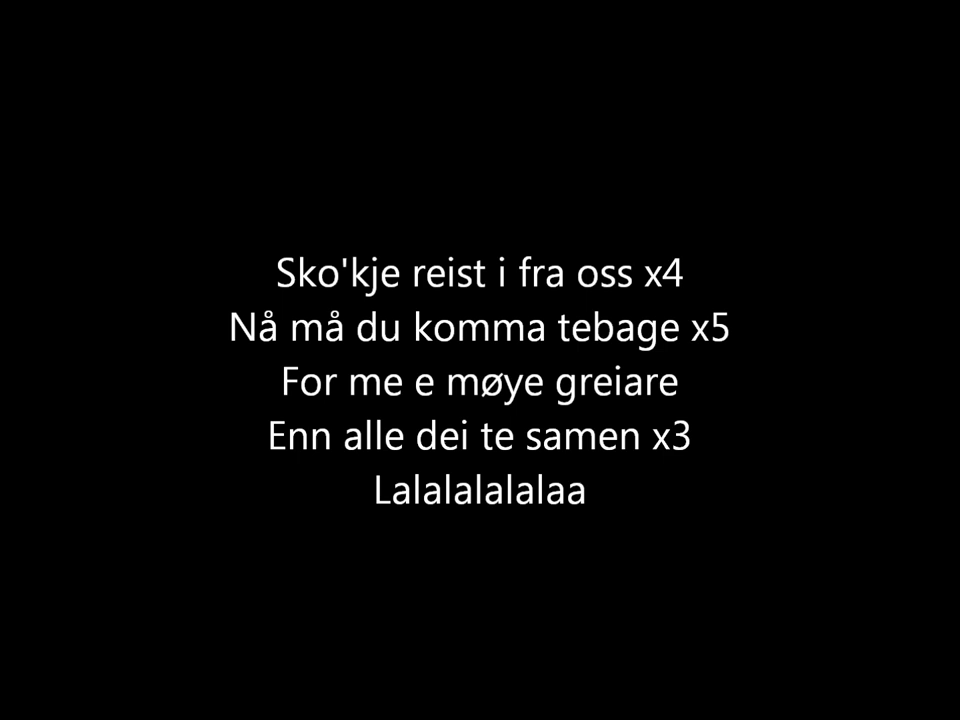 Sko'kje reist i fra oss x4
Nå må du komma tebage x5
For me e møye greiare
Enn alle dei te samen x3
Lalalalalalaa